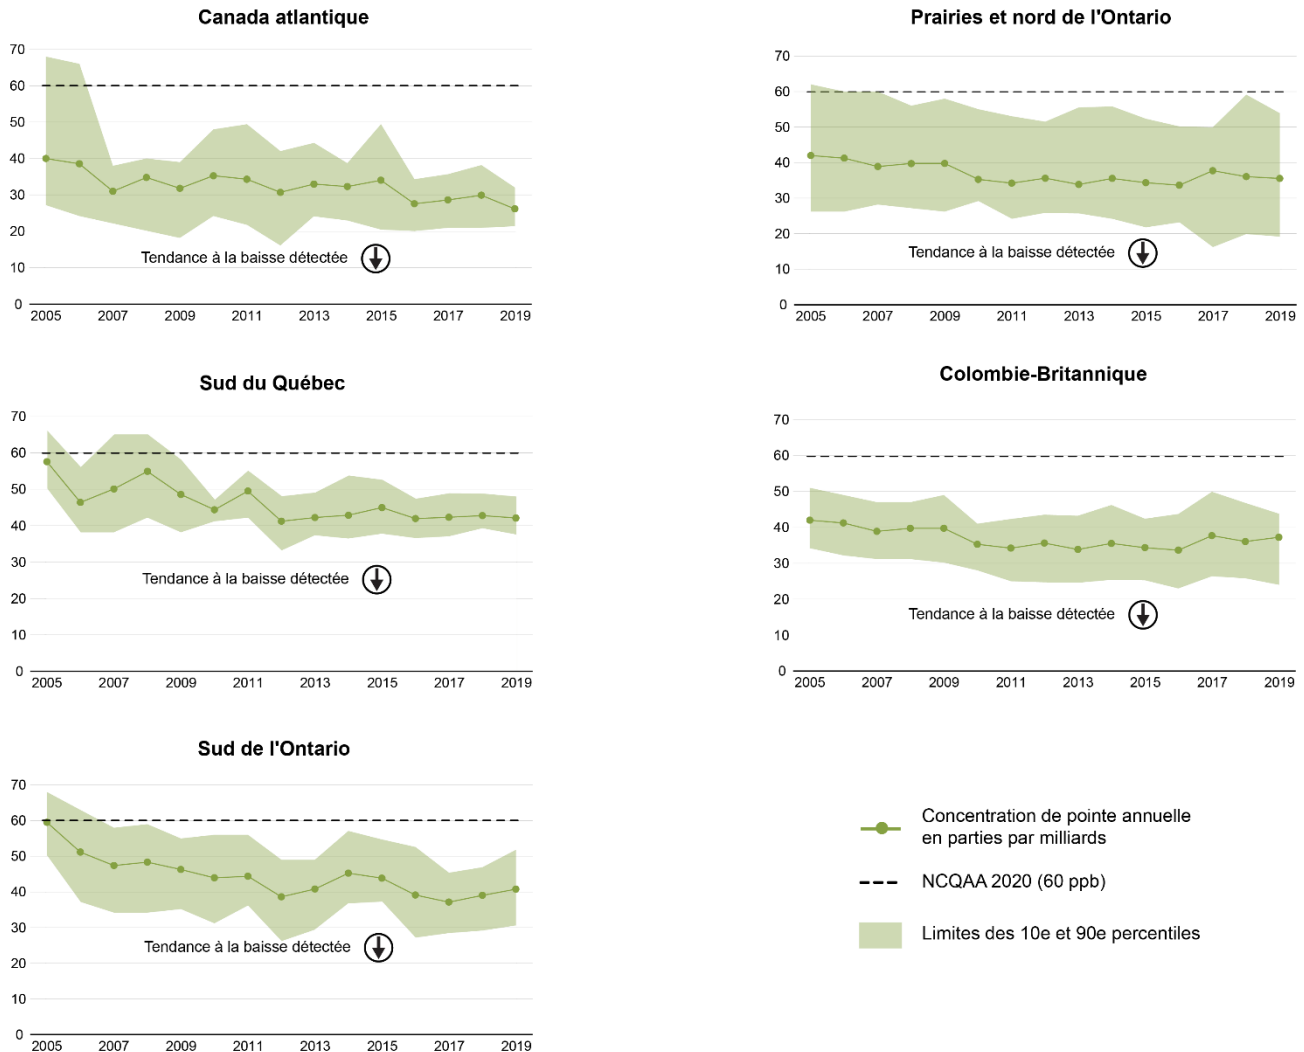 Canada atlantique
70
60
50
40
30
20
10
0
Tendance à la baisse détectée
2005 2007 2009 2011 2013 2015 2017 2019
Prairies et nord de l'Ontario
70
60
50
40
30
20
10
0
Tendance à la baisse détectée
2005 2007 2009 2011 2013 2015 2017 2019
Sud du Québec
70
60
50
40
30
20
10
0
Tendance à la baisse détectée
2005 2007 2009 2011 2013 2015 2017 2019
Colombie-Britannique
70
60
50
40
30
20
10
0
Tendance à la baisse détectée
2005 2007 2009 2011 2013 2015 2017 2019
Sud de l'Ontario
70
60
50
40
30
20
10
0
Tendance à la baisse détectée
2005 2007 2009 2011 2013 2015 2017 2019
Concentration de pointe annuelle
en parties par milliards
NCQAA 2020 (60 ppb)
Limites des 10e et 90e percentiles